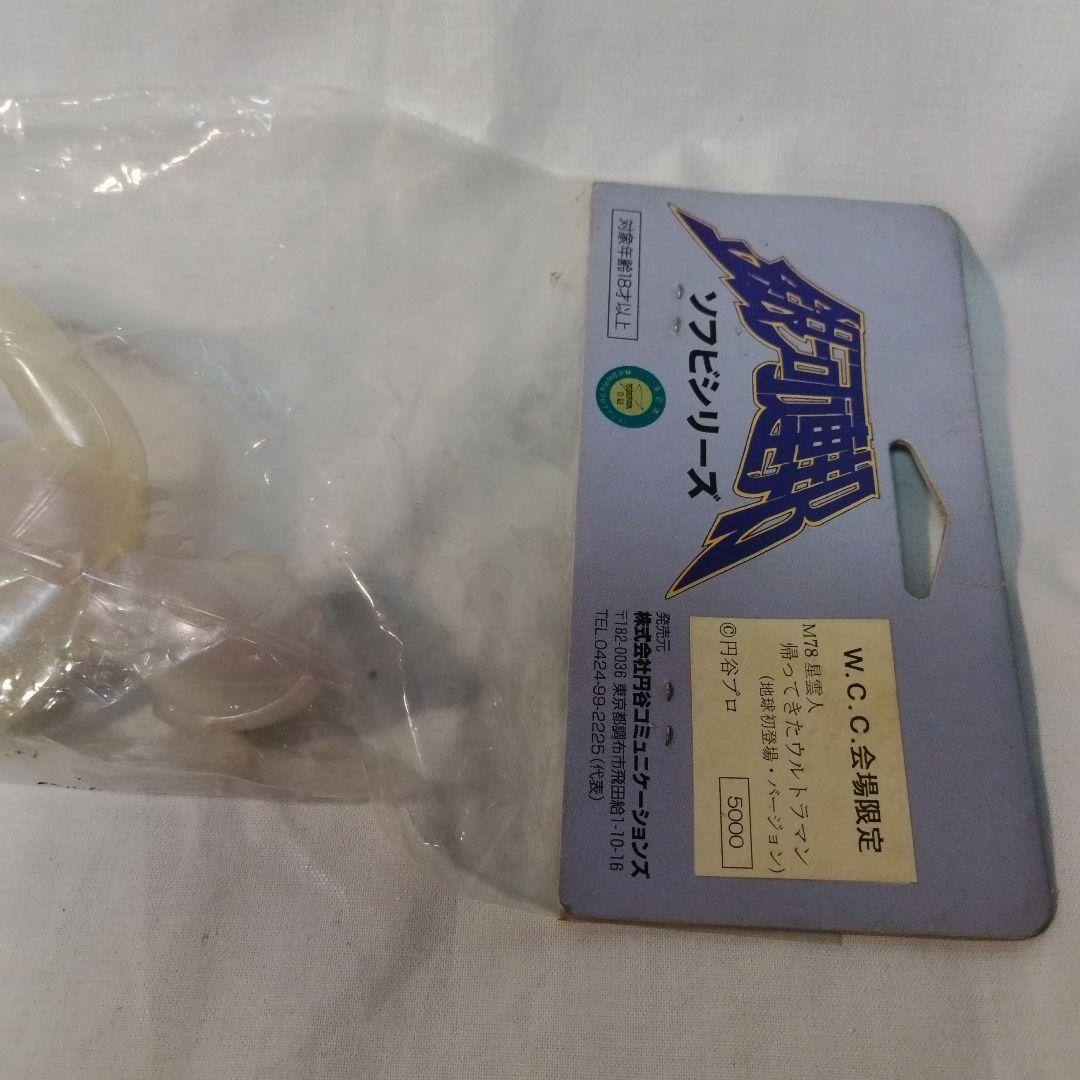 銀河連邦
ソフビシリーズ
対象年齢18才以上
W.C.C.会場限定
M78星雲人
帰ってきたウルトラマン
(地球初登場・バージョン)
©円谷プロ
5000
発売元
株式会社円谷コミュニケーションズ
〒182-0036 東京都調布市飛田給1-10-16
TEL.0424-99-2225(代表)